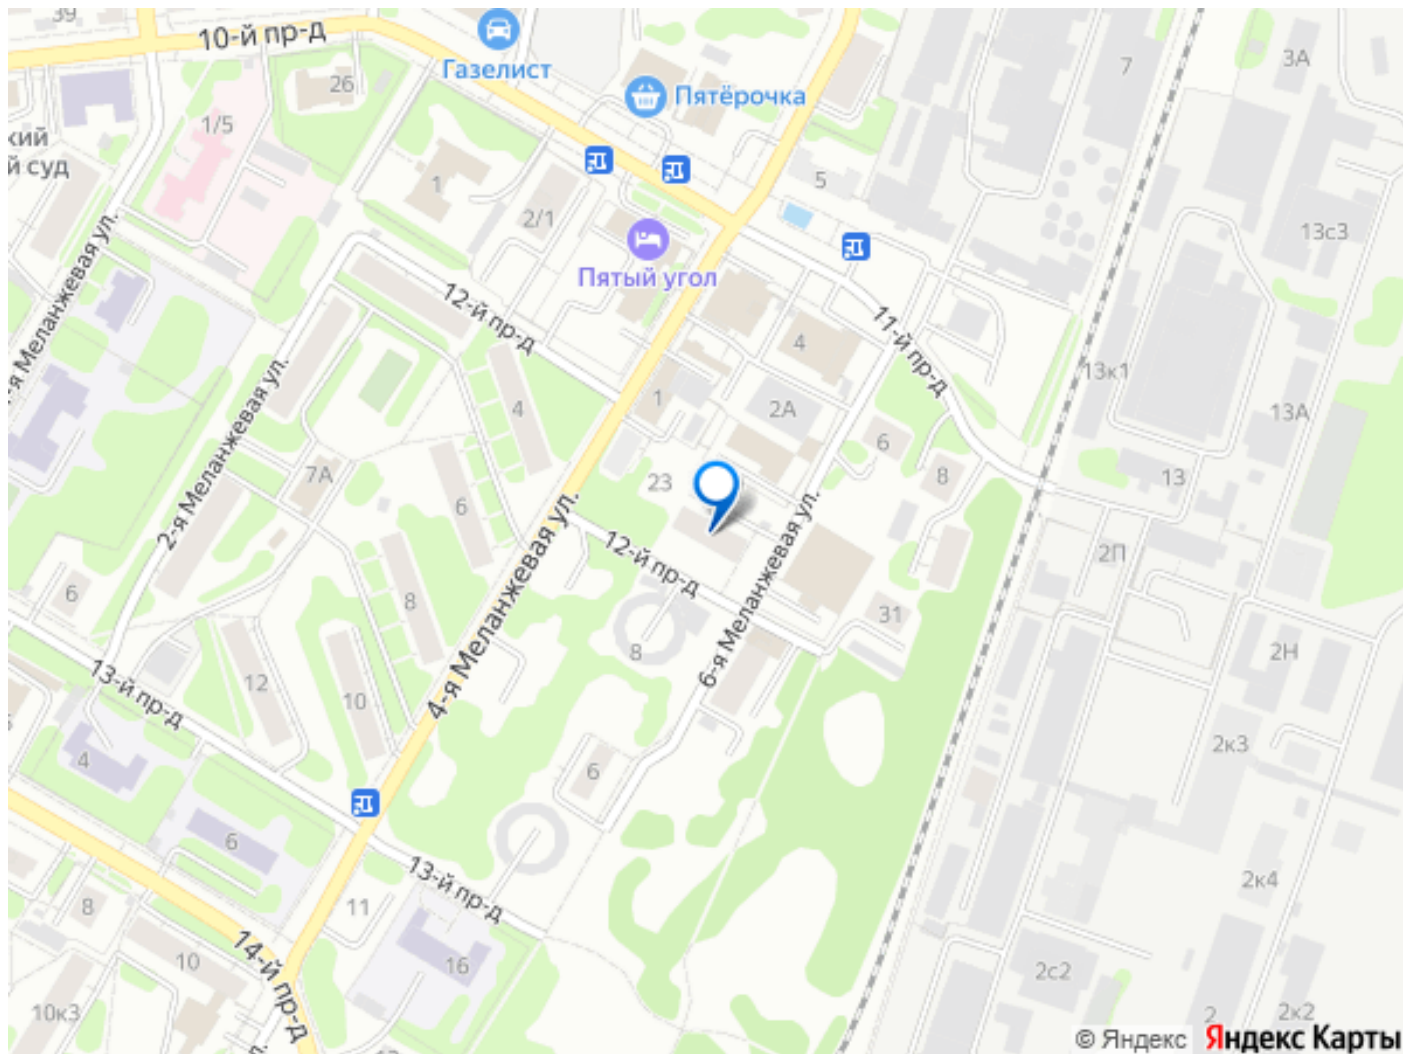 39
10-й пр-д
Газелист
26
Пятёрочка
7
3А
кий
й суд
1/5
1
2/1
5
13с3
Пятый угол
12-й пр-д
11-й пр-д
-я Меланжевая ул.
2-я Меланжевая ул.
4
4
13к1
1
2А
13А
7А
6
23
6
8
13
12-й пр-д
2П
4-я Меланжевая ул.
6-я Меланжевая ул.
6
8
8
31
2Н
13-й пр-д
12
10
2к3
4
6
6
13-й пр-д
2к4
8
11
14-й пр-д
10
16
2с2
10к3
2
2к2
© Яндекс
Яндекс Карты